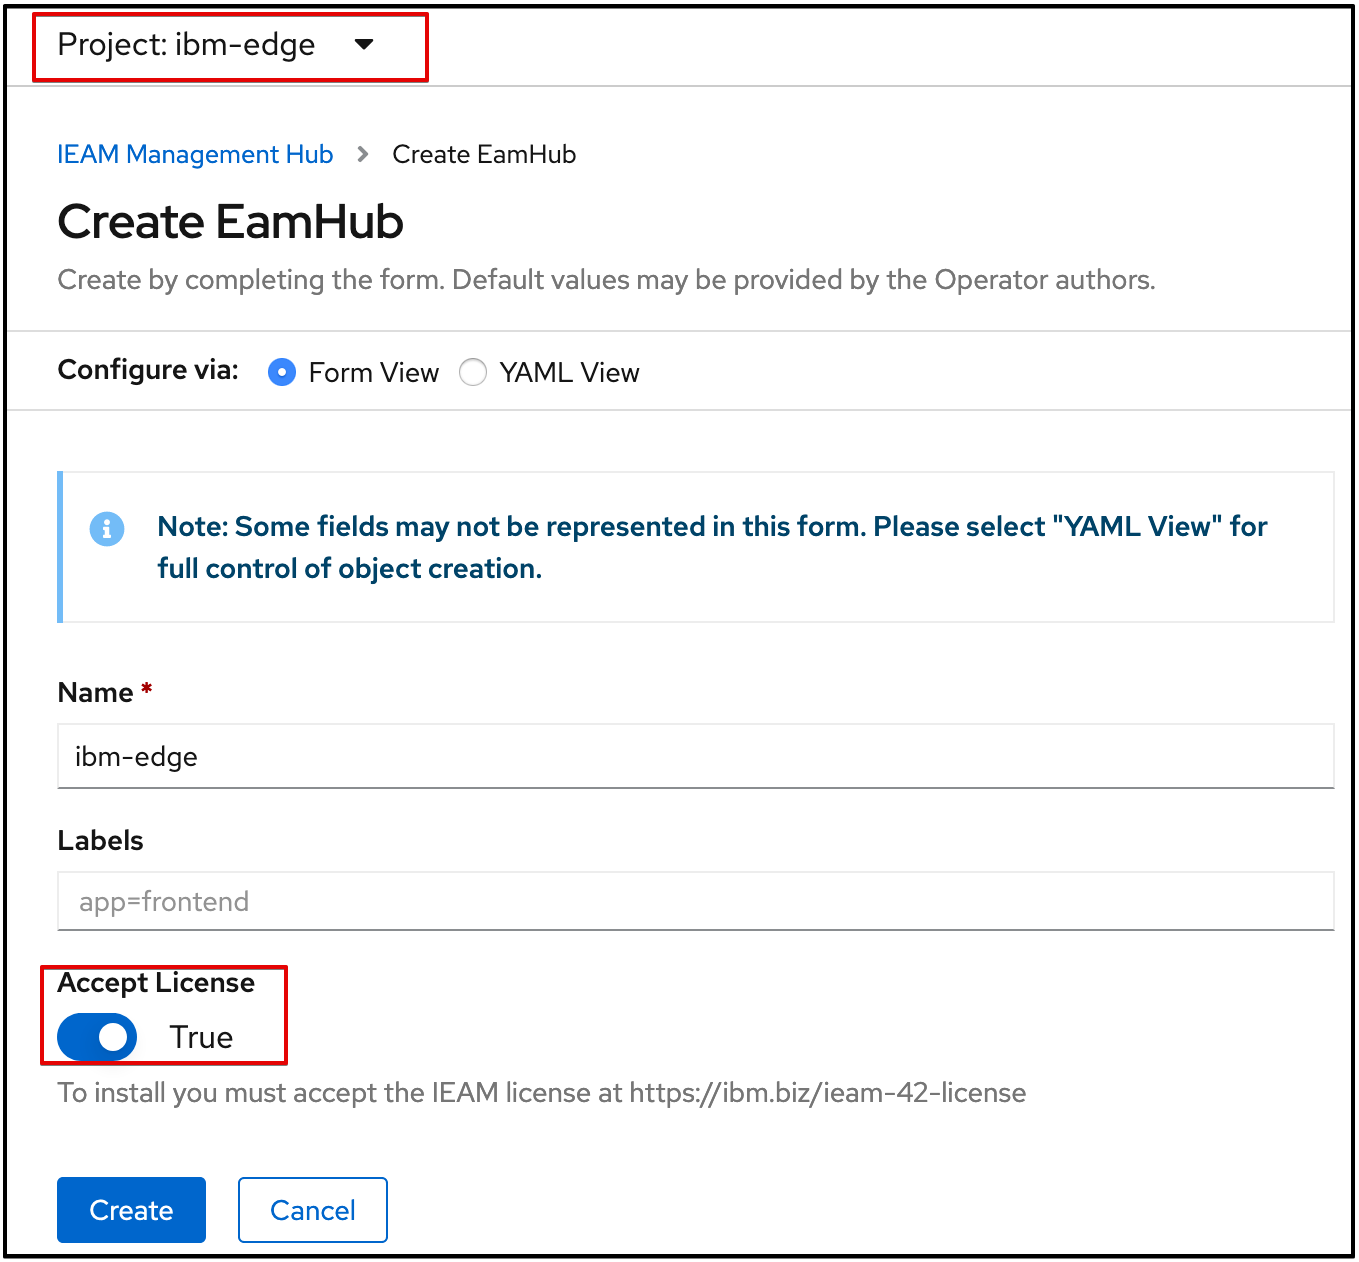 Project: ibm-edge
IEAM Management Hub > Create EamHub
Create EamHub
Create by completing the form. Default values may be provided by the Operator authors.
Configure via: Form View YAML View
Note: Some fields may not be represented in this form. Please select "YAML View" for
full control of object creation.
Name *
ibm-edge
Labels
app=frontend
Accept License
True
To install you must accept the IEAM license at https://ibm.biz/ieam-42-license
Create Cancel